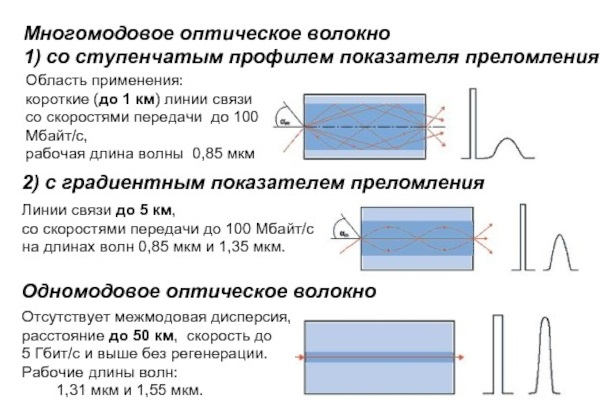 Многомодовое оптическое волокно
1) со ступенчатым профилем показателя преломления
Область применения:
короткие (до 1 км) линии связи
со скоростями передачи до 100
Мбайт/с,
рабочая длина волны 0,85 мкм
2) с градиентным показателем преломления
Линии связи до 5 км,
со скоростями передачи до 100 Мбайт/с
на длинах волн 0,85 мкм и 1,35 мкм.
Одномодовое оптическое волокно
Отсутствует межмодовая дисперсия,
расстояние до 50 км, скорость до
5 Гбит/с и выше без регенерации.
Рабочие длины волн:
1,31 мкм и 1,55 мкм.